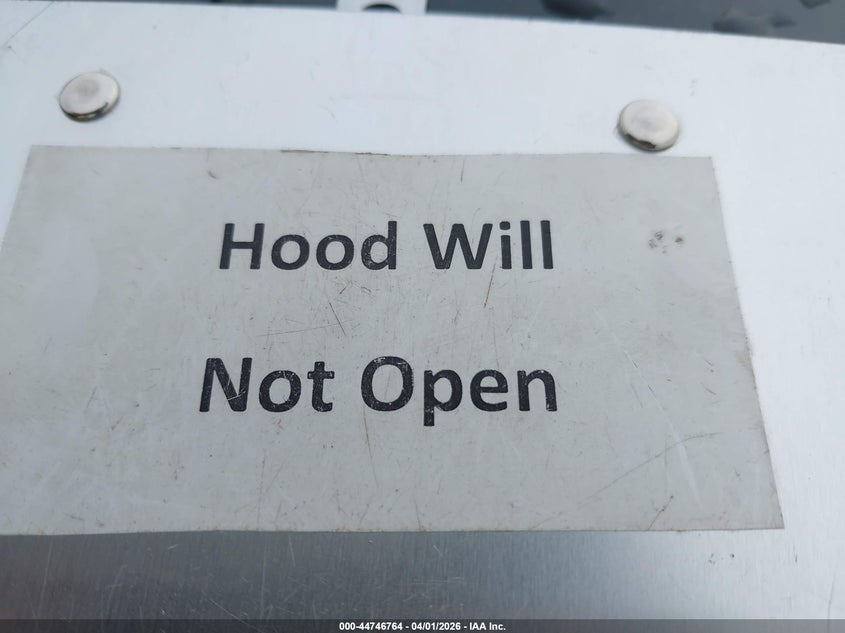 Hood Will
Not Open
000-44746764 - 04/01/2026 - IAA Inc.